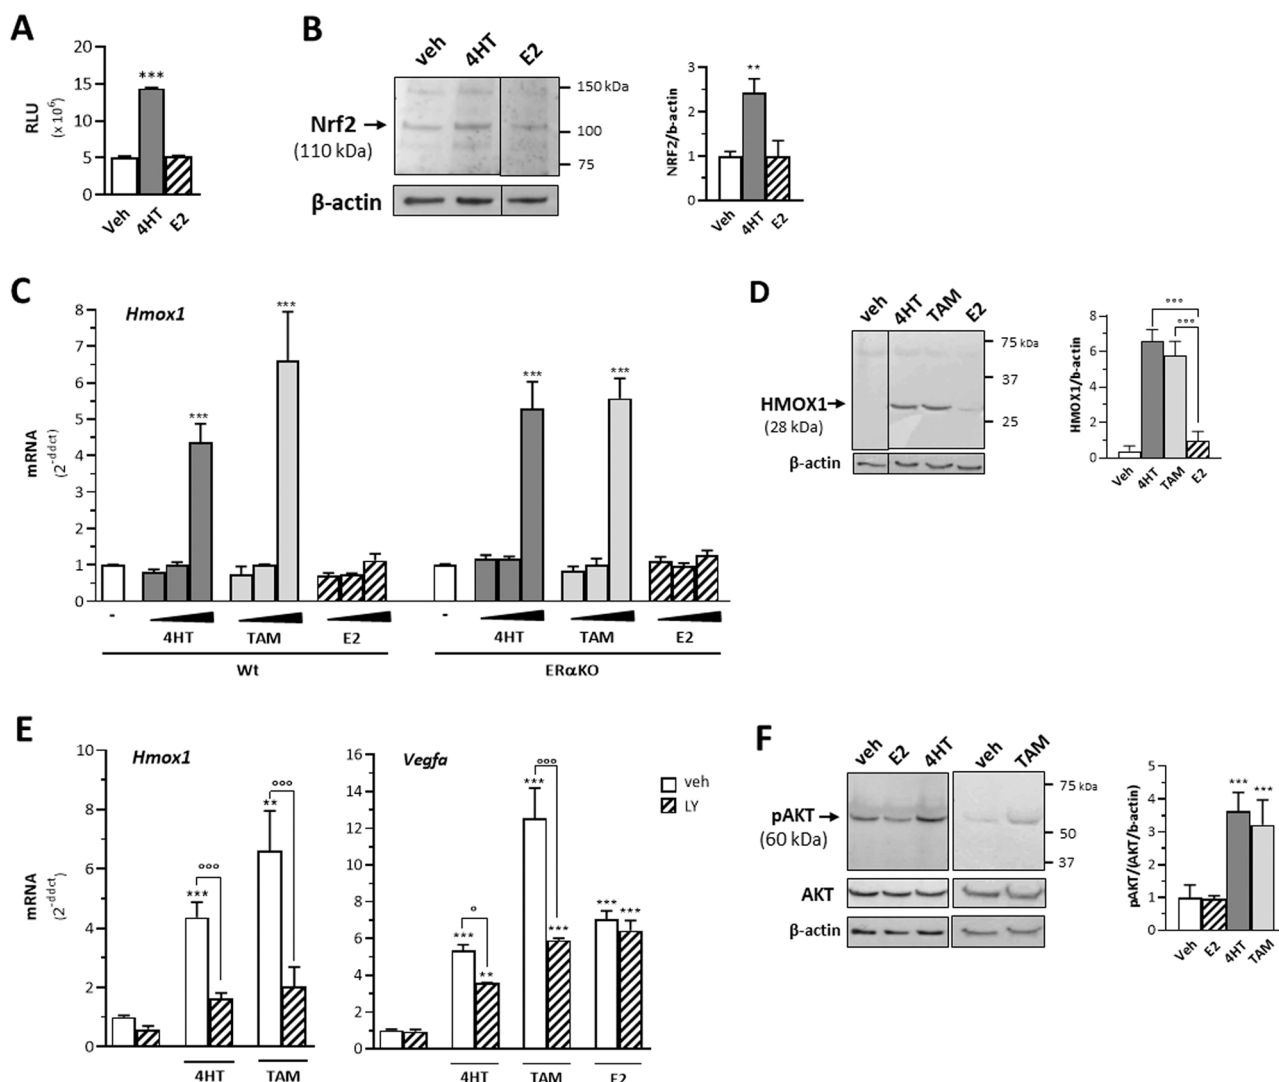 A
20
15
10
5
0
RLU
(x 10⁶)
***
Veh
4HT
E2
B
veh
4HT
E2
Nrf2
(110 kDa)
150 kDa
100
75
β-actin
3
2
1
0
NRF2/b-actin
**
Veh
4HT
E2
C
Hmox1
8
7
6
5
4
3
2
1
0
mRNA
(2^-ddct)
***
***
***
***
-
4HT
TAM
E2
-
4HT
TAM
E2
Wt
ERαKO
D
veh
4HT
TAM
E2
75 kDa
37
25
HMOX1
(28 kDa)
β-actin
8
6
4
2
0
HMOX1/b-actin
°°°
°°°
Veh
4HT
TAM
E2
E
Hmox1
10
8
6
4
2
0
mRNA
(2^-ddct)
***
°°°
**
°°°
4HT
TAM
Vegfa
16
14
12
10
8
6
4
2
0
***
°
**
***
°°°
***
***
***
4HT
TAM
E2
veh
LY
F
veh
E2
4HT
veh
TAM
pAKT
(60 kDa)
75 kDa
50
37
AKT
β-actin
5
4
3
2
1
0
pAKT/(AKT/b-actin)
***
***
Veh
E2
4HT
TAM